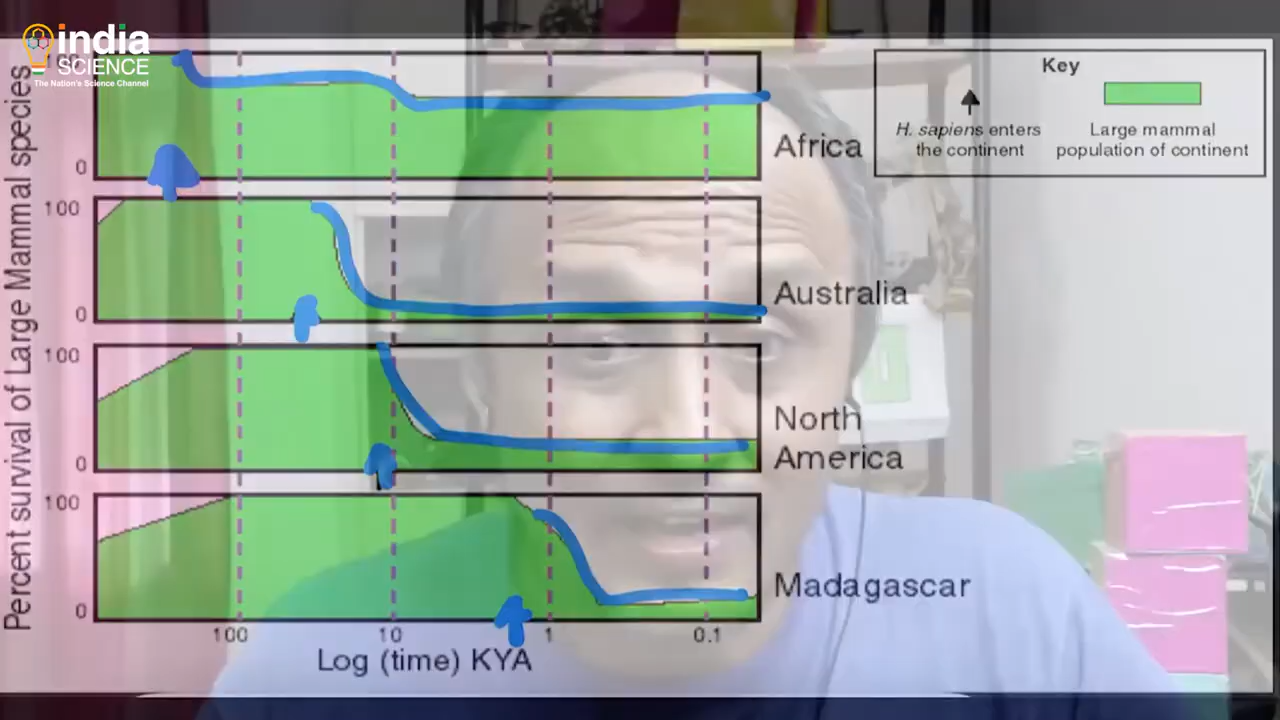 india
SCIENCE
The Nation's Science Channel
Percent survival of Large Mammal species
0
Africa
Key
H. sapiens enters
the continent
Large mammal
population of continent
100
0
Australia
100
0
North
America
100
0
Madagascar
100
10
1
0.1
Log (time) KYA